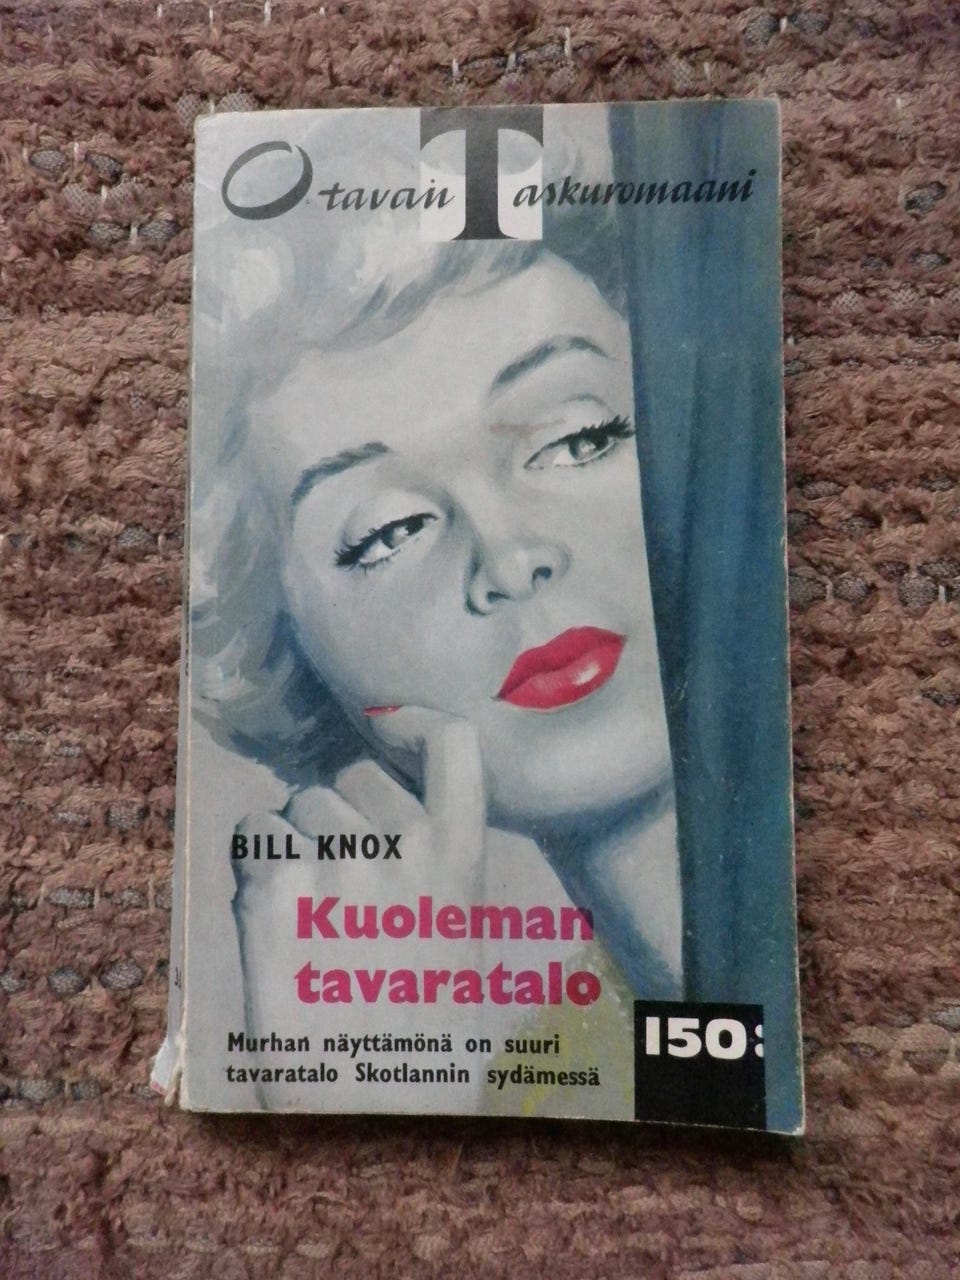 Otavan Taskuromaani
BILL KNOX
Kuoleman
tavaratalo
Murhan näyttämönä on suuri
tavaratalo Skotlannin sydämessä
150: